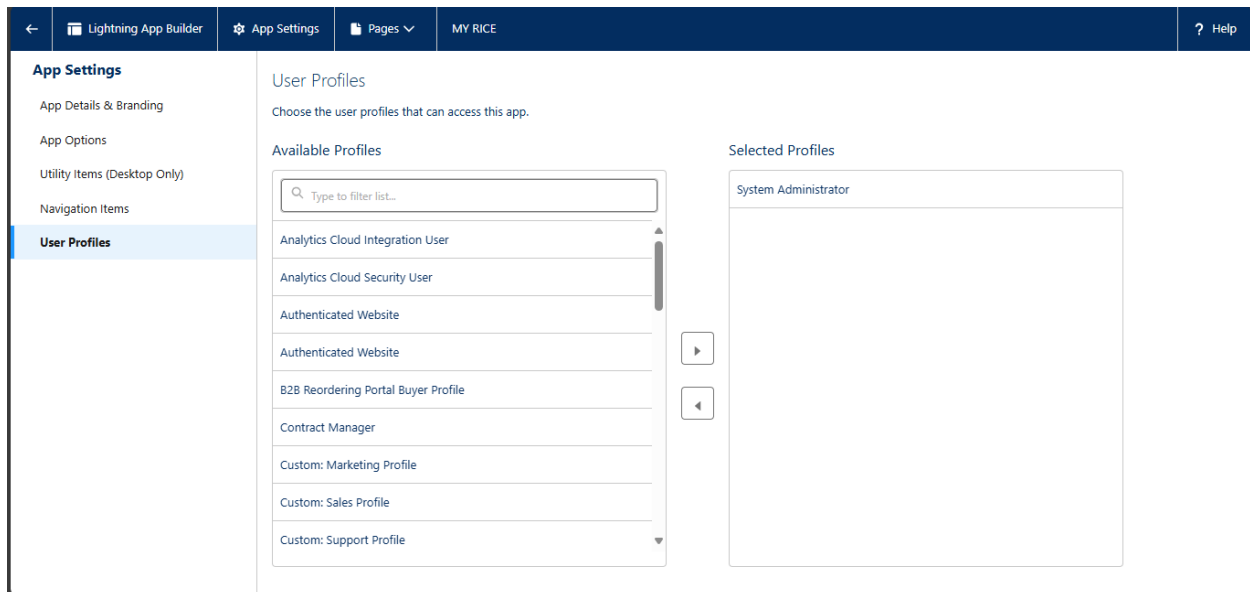 Lightning App Builder
App Settings
Pages
MY RICE
? Help
App Settings
App Details & Branding
App Options
Utility Items (Desktop Only)
Navigation Items
User Profiles
User Profiles
Choose the user profiles that can access this app.
Available Profiles
Type to filter list...
Analytics Cloud Integration User
Analytics Cloud Security User
Authenticated Website
Authenticated Website
B2B Reordering Portal Buyer Profile
Contract Manager
Custom: Marketing Profile
Custom: Sales Profile
Custom: Support Profile
Selected Profiles
System Administrator